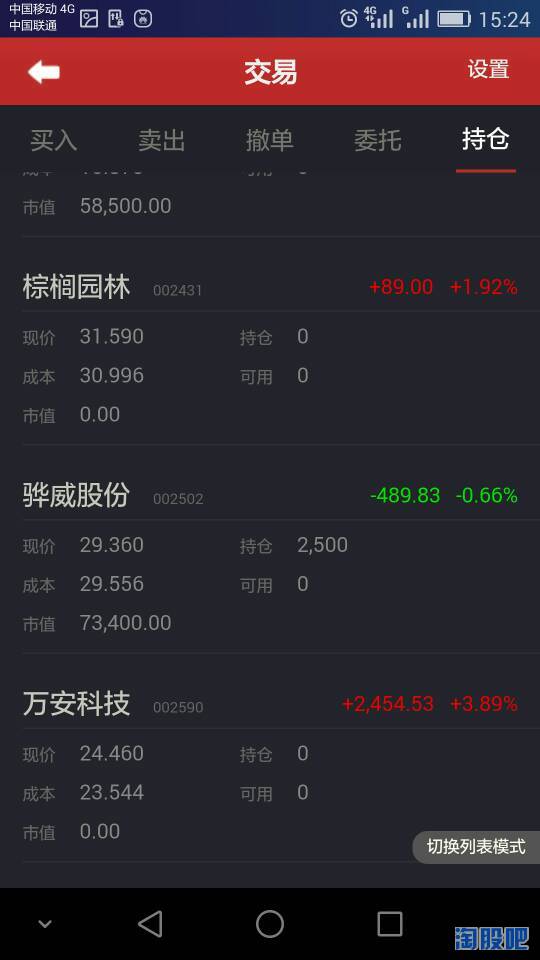 中国移动 4G
中国联通
4G G 15:24
交易 设置
买入 卖出 撤单 委托 持仓
市值 58,500.00
棕榈园林 002431 +89.00 +1.92%
现价 31.590 持仓 0
成本 30.996 可用 0
市值 0.00
骅威股份 002502 -489.83 -0.66%
现价 29.360 持仓 2,500
成本 29.556 可用 0
市值 73,400.00
万安科技 002590 +2,454.53 +3.89%
现价 24.460 持仓 0
成本 23.544 可用 0
市值 0.00
切换列表模式
淘股吧